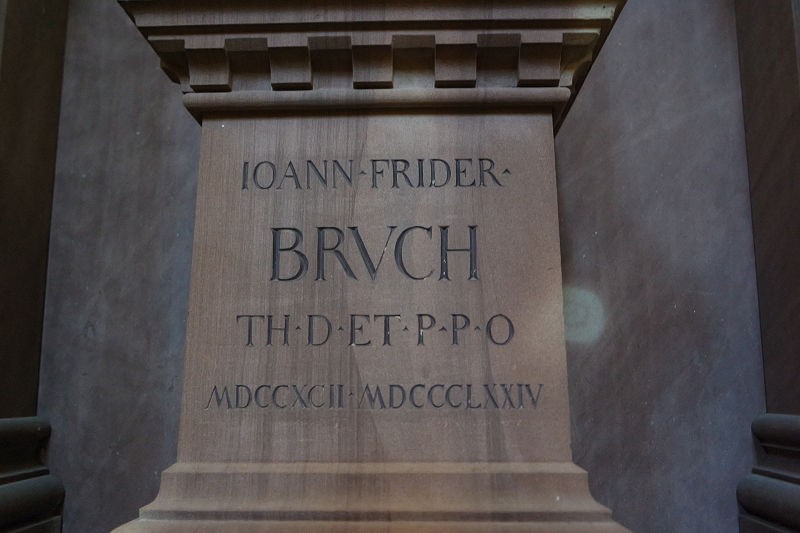 IOANN·FRIDER·
BRVCH
TH·D·ET·P·P·O
MDCCXCII·MDCCCLXXIV